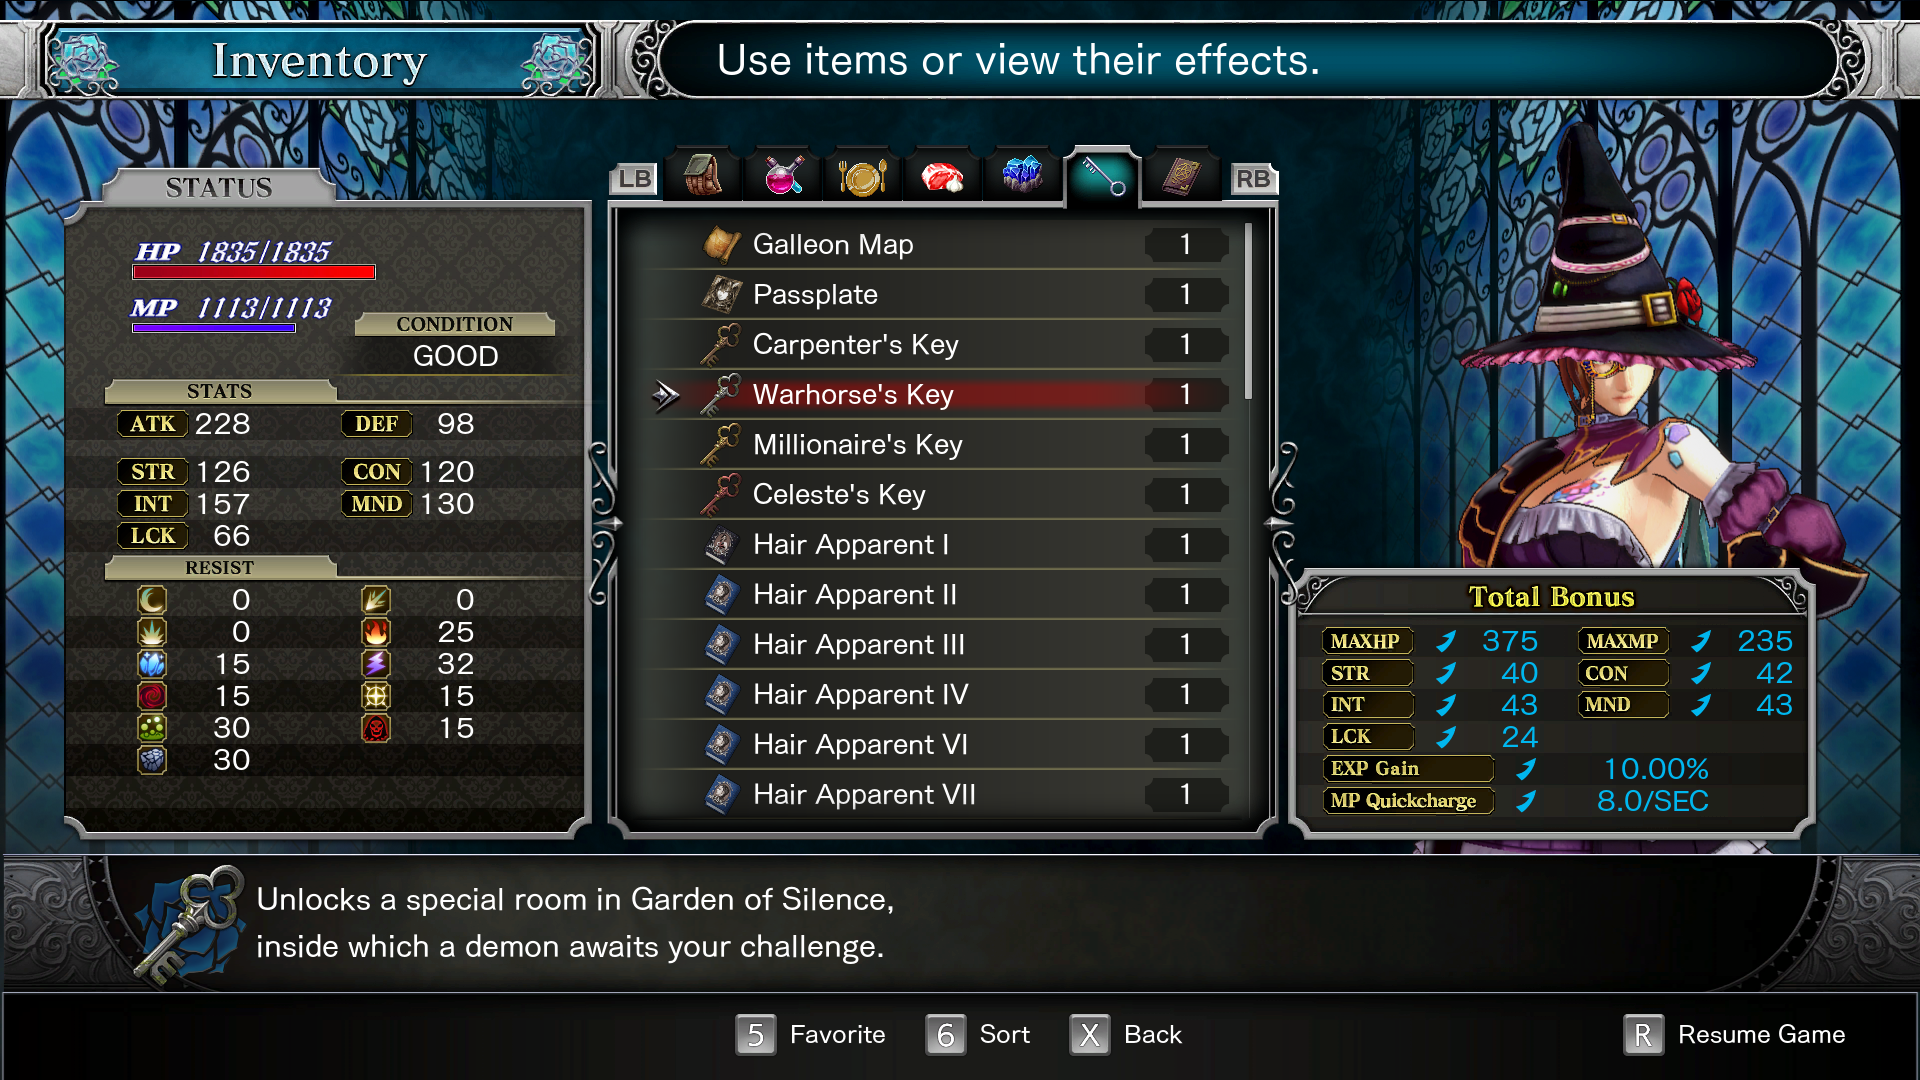 Inventory
Use items or view their effects.
STATUS
HP 1835/1835
MP 1113/1113
CONDITION
GOOD
STATS
ATK 228 DEF 98
STR 126 CON 120
INT 157 MND 130
LCK 66
RESIST
0 0
0 25
15 32
15 15
30 15
30
LB RB
Galleon Map 1
Passplate 1
Carpenter's Key 1
Warhorse's Key 1
Millionaire's Key 1
Celeste's Key 1
Hair Apparent I 1
Hair Apparent II 1
Hair Apparent III 1
Hair Apparent IV 1
Hair Apparent VI 1
Hair Apparent VII 1
Total Bonus
MAXHP 375 MAXMP 235
STR 40 CON 42
INT 43 MND 43
LCK 24
EXP Gain 10.00%
MP Quickcharge 8.0/SEC
Unlocks a special room in Garden of Silence,
inside which a demon awaits your challenge.
5 Favorite 6 Sort X Back R Resume Game